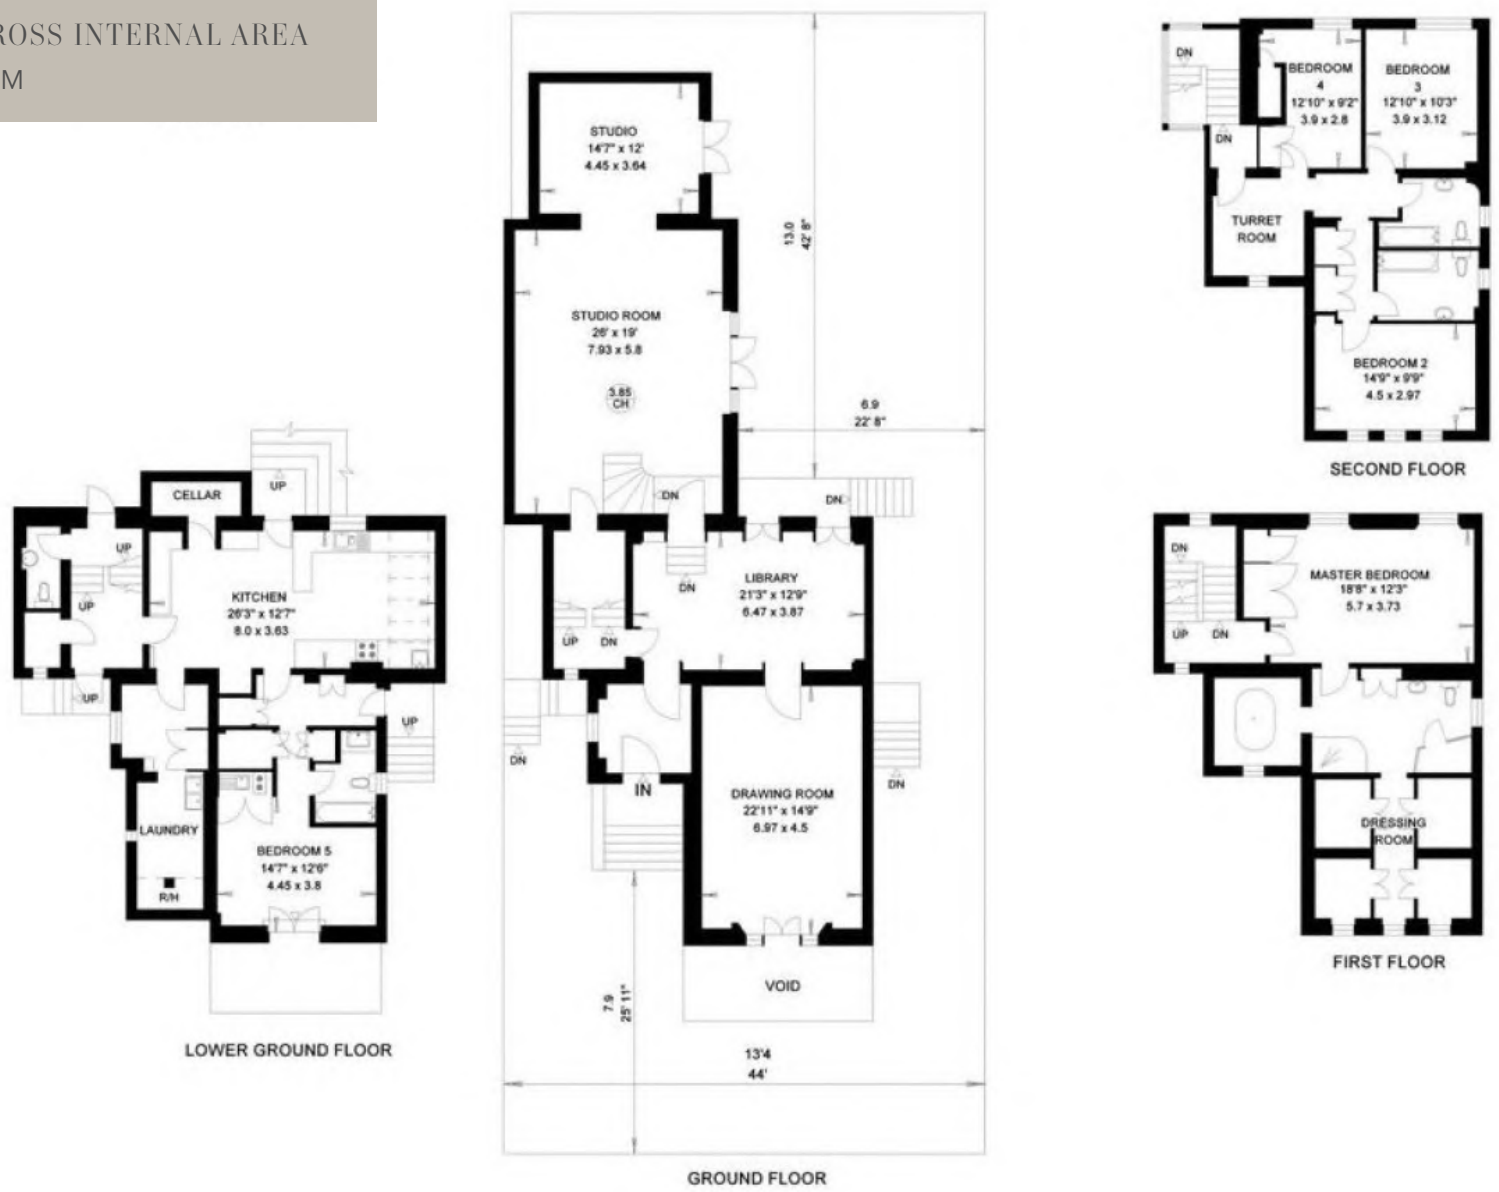 ROSS INTERNAL AREA
M
CELLAR
UP
UP
UP
UP
KITCHEN
26'3" x 12'7"
8.0 x 3.63
UP
LAUNDRY
R/H
BEDROOM 5
14'7" x 12'6"
4.45 x 3.8
LOWER GROUND FLOOR
STUDIO
14'7" x 12'
4.45 x 3.64
13.0
42' 8"
STUDIO ROOM
26' x 19'
7.93 x 5.8
3.85
CH
6.9
22' 8"
DN
DN
DN
LIBRARY
21'3" x 12'9"
6.47 x 3.87
UP
DN
DN
IN
DN
DRAWING ROOM
22'11" x 14'9"
6.97 x 4.5
VOID
7.9
25' 11"
13'4
44'
GROUND FLOOR
DN
DN
BEDROOM
4
12'10" x 9'2"
3.9 x 2.8
BEDROOM
3
12'10" x 10'3"
3.9 x 3.12
TURRET
ROOM
BEDROOM 2
14'9" x 9'9"
4.5 x 2.97
SECOND FLOOR
DN
UP
DN
MASTER BEDROOM
18'8" x 12'3"
5.7 x 3.73
DRESSING
ROOM
FIRST FLOOR